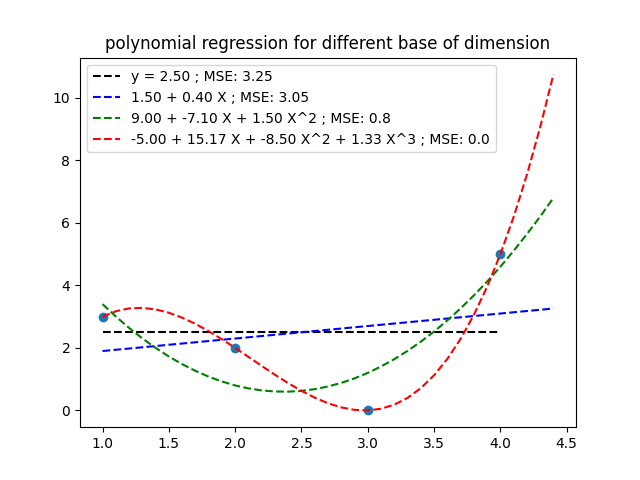 polynomial regression for different base of dimension
y = 2.50 ; MSE: 3.25
1.50 + 0.40 X ; MSE: 3.05
9.00 + -7.10 X + 1.50 X^2 ; MSE: 0.8
-5.00 + 15.17 X + -8.50 X^2 + 1.33 X^3 ; MSE: 0.0
10
8
6
4
2
0
1.0 1.5 2.0 2.5 3.0 3.5 4.0 4.5